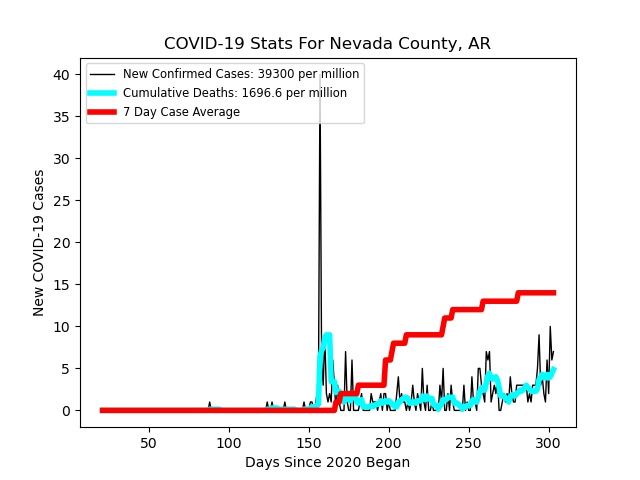 COVID-19 Stats For Nevada County, AR
New Confirmed Cases: 39300 per million
Cumulative Deaths: 1696.6 per million
7 Day Case Average
New COVID-19 Cases
40
35
30
25
20
15
10
5
0
50 100 150 200 250 300
Days Since 2020 Began